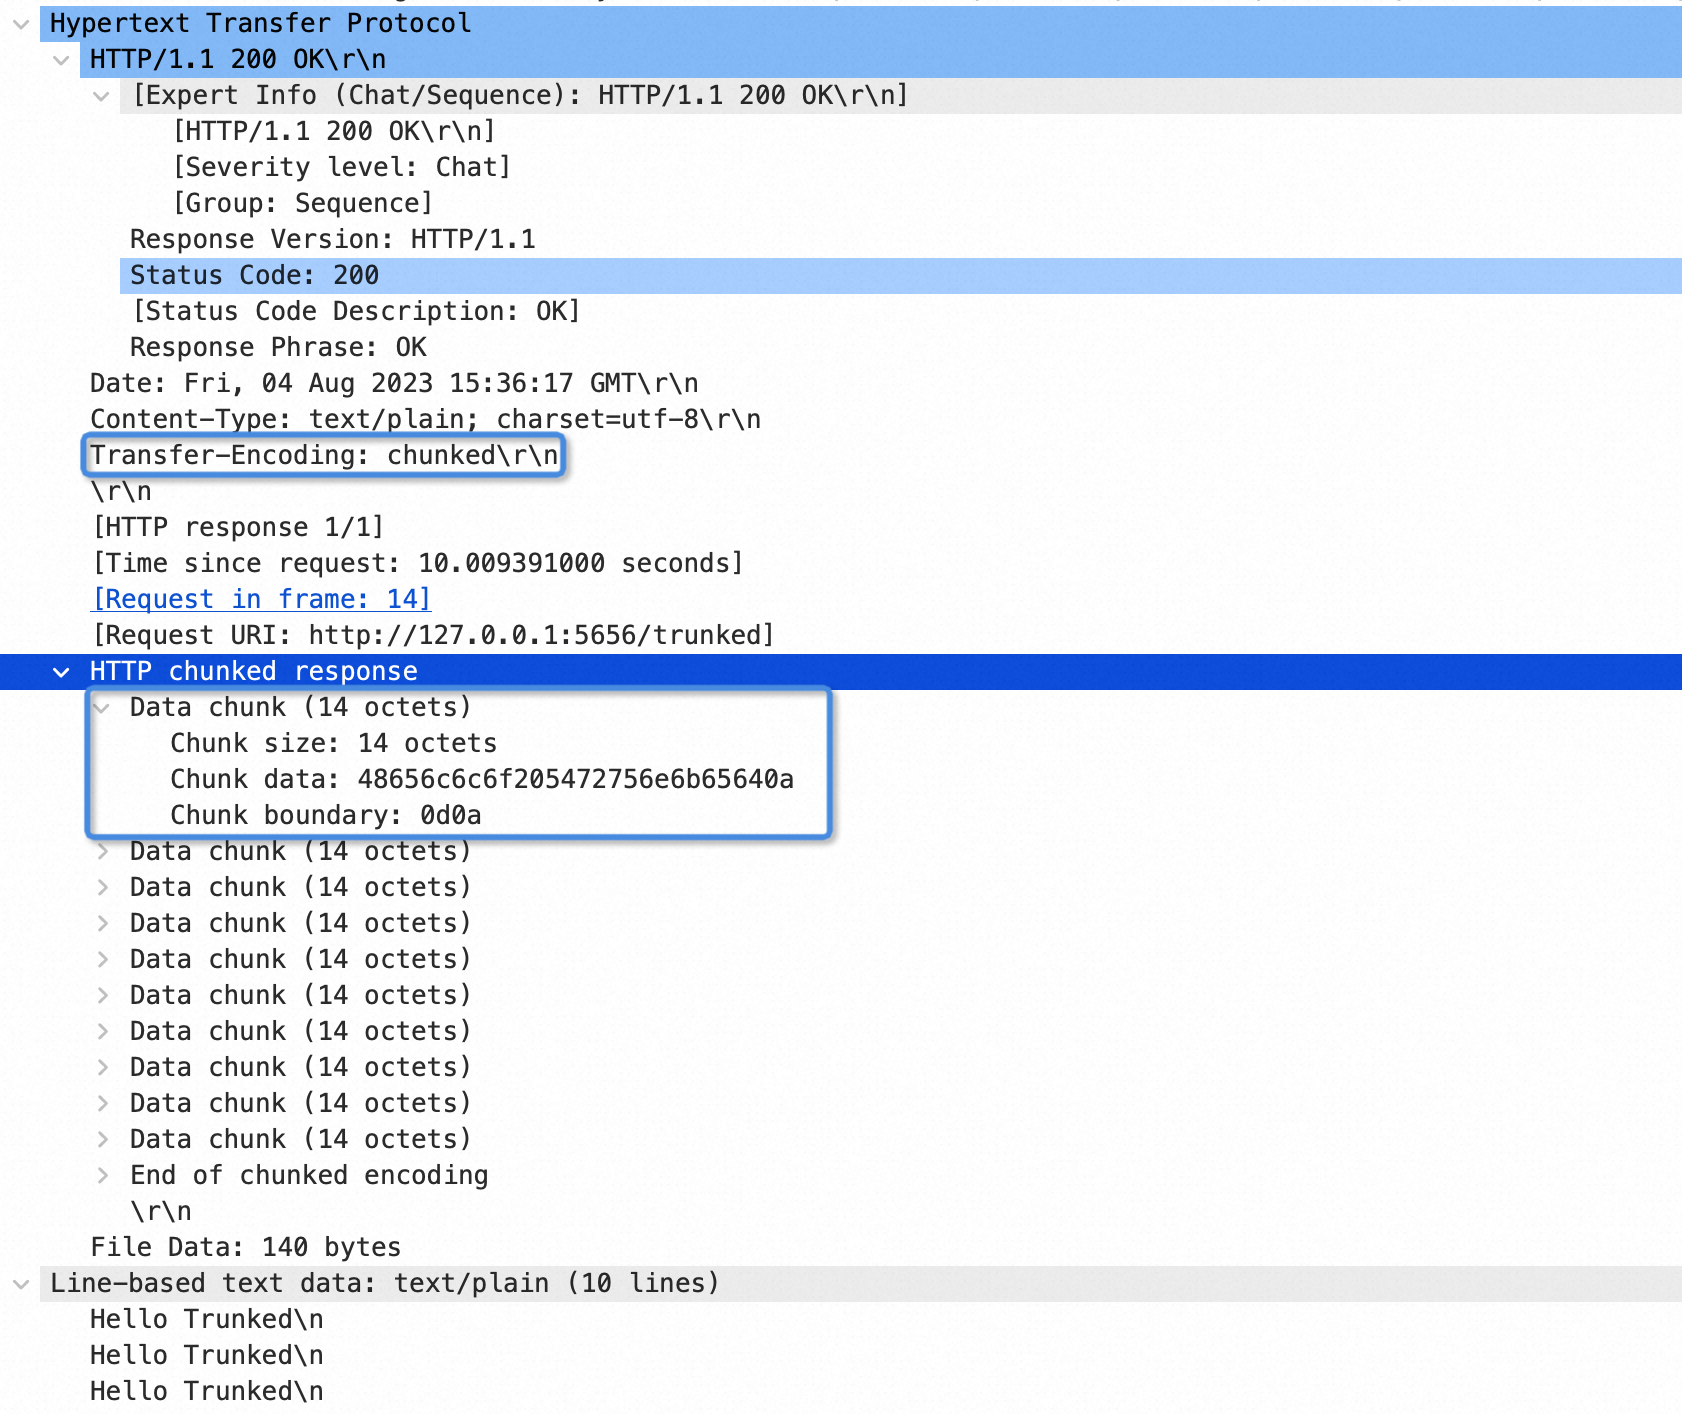 Hypertext Transfer Protocol
HTTP/1.1 200 OK\r\n
[Expert Info (Chat/Sequence): HTTP/1.1 200 OK\r\n]
[HTTP/1.1 200 OK\r\n]
[Severity level: Chat]
[Group: Sequence]
Response Version: HTTP/1.1
Status Code: 200
[Status Code Description: OK]
Response Phrase: OK
Date: Fri, 04 Aug 2023 15:36:17 GMT\r\n
Content-Type: text/plain; charset=utf-8\r\n
Transfer-Encoding: chunked\r\n
\r\n
[HTTP response 1/1]
[Time since request: 10.009391000 seconds]
[Request in frame: 14]
[Request URI: http://127.0.0.1:5656/trunked]
HTTP chunked response
Data chunk (14 octets)
Chunk size: 14 octets
Chunk data: 48656c6c6f205472756e6b65640a
Chunk boundary: 0d0a
Data chunk (14 octets)
Data chunk (14 octets)
Data chunk (14 octets)
Data chunk (14 octets)
Data chunk (14 octets)
Data chunk (14 octets)
Data chunk (14 octets)
Data chunk (14 octets)
Data chunk (14 octets)
End of chunked encoding
\r\n
File Data: 140 bytes
Line-based text data: text/plain (10 lines)
Hello Trunked\n
Hello Trunked\n
Hello Trunked\n